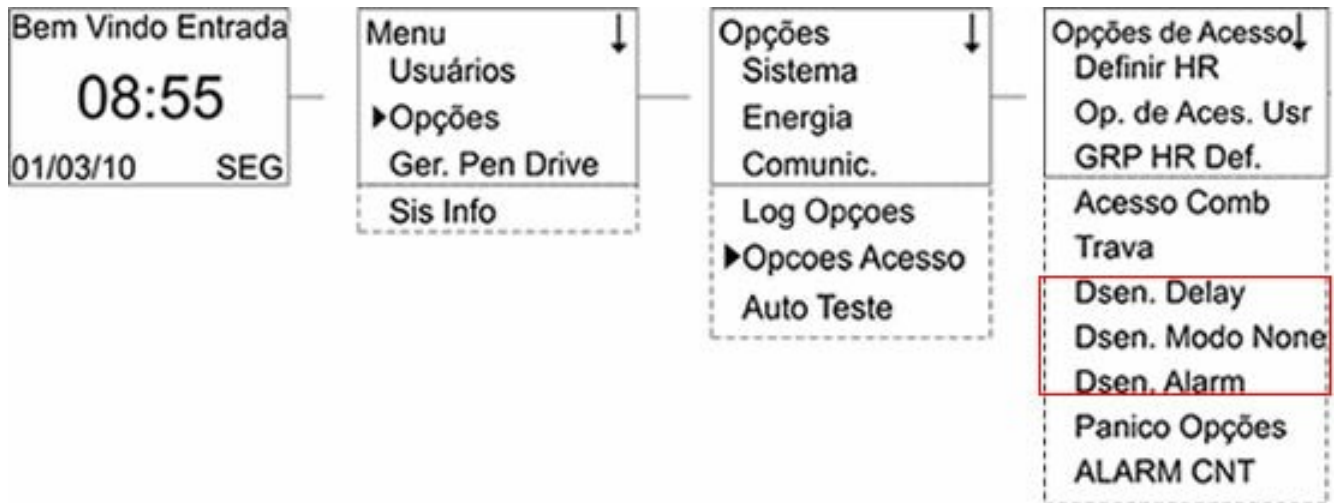 Bem Vindo Entrada
08:55
01/03/10 SEG
Menu
Usuários
Opções
Ger. Pen Drive
Sis Info
Opções
Sistema
Energia
Comunic.
Log Opçoes
Opcoes Acesso
Auto Teste
Opções de Acesso
Definir HR
Op. de Aces. Usr
GRP HR Def.
Acesso Comb
Trava
Dsen. Delay
Dsen. Modo None
Dsen. Alarm
Panico Opções
ALARM CNT